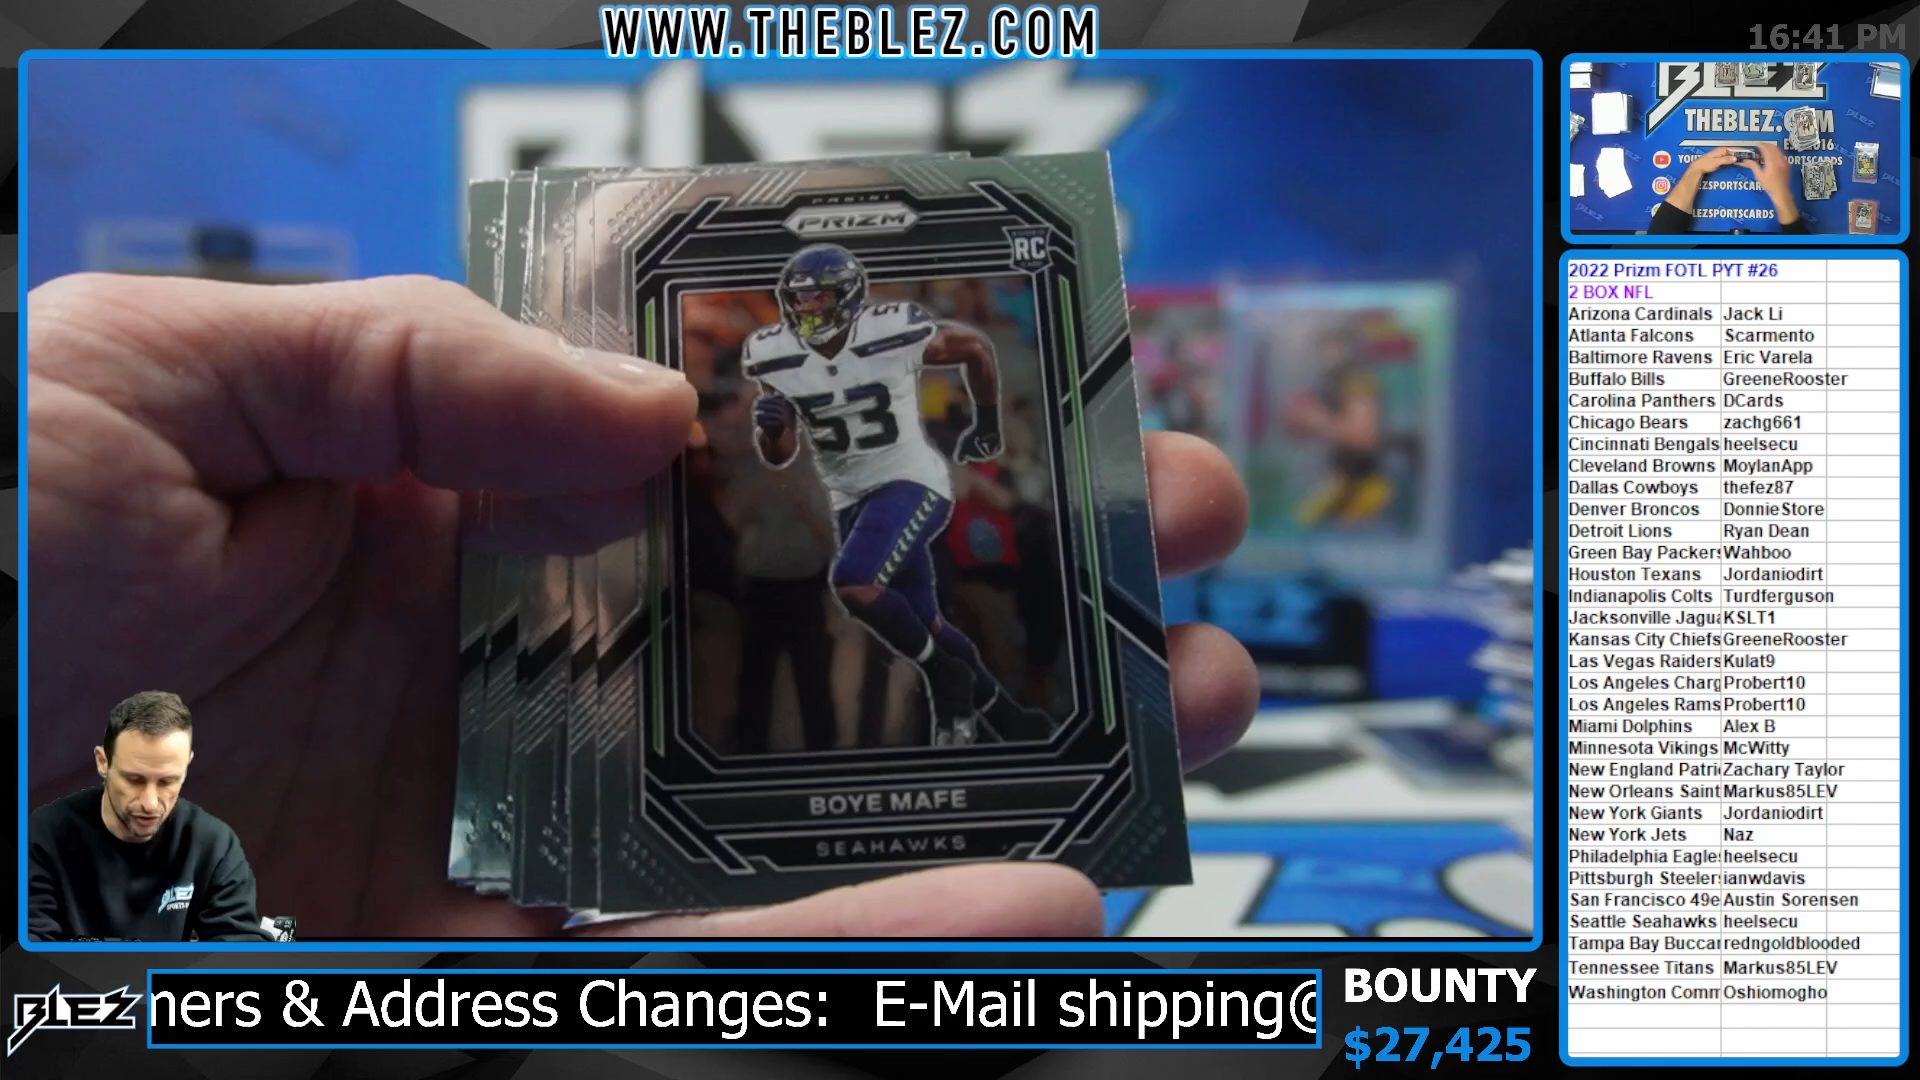 WWW.THEBLEZ.COM
16:41 PM
BLEZ
THEBLEZ.COM
PANINI
PRIZM
RC
53
BOYE MAFE
SEAHAWKS
2022 Prizm FOTL PYT #26
2 BOX NFL
Arizona Cardinals Jack Li
Atlanta Falcons Scarmento
Baltimore Ravens Eric Varela
Buffalo Bills GreeneRooster
Carolina Panthers DCards
Chicago Bears zachg661
Cincinnati Bengals heelsecu
Cleveland Browns MoylanApp
Dallas Cowboys thefez87
Denver Broncos DonnieStore
Detroit Lions Ryan Dean
Green Bay Packers Wahboo
Houston Texans Jordaniodirt
Indianapolis Colts Turdferguson
Jacksonville Jagua KSLT1
Kansas City Chiefs GreeneRooster
Las Vegas Raiders Kulat9
Los Angeles Charg Probert10
Los Angeles Rams Probert10
Miami Dolphins Alex B
Minnesota Vikings McWitty
New England Patri Zachary Taylor
New Orleans Saint Markus85LEV
New York Giants Jordaniodirt
New York Jets Naz
Philadelphia Eagle heelsecu
Pittsburgh Steeler ianwdavis
San Francisco 49e Austin Sorensen
Seattle Seahawks heelsecu
Tampa Bay Buccar redngoldblooded
Tennessee Titans Markus85LEV
Washington Comm Oshiomogho
BLEZ
ners & Address Changes: E-Mail shipping@
BOUNTY
$27,425